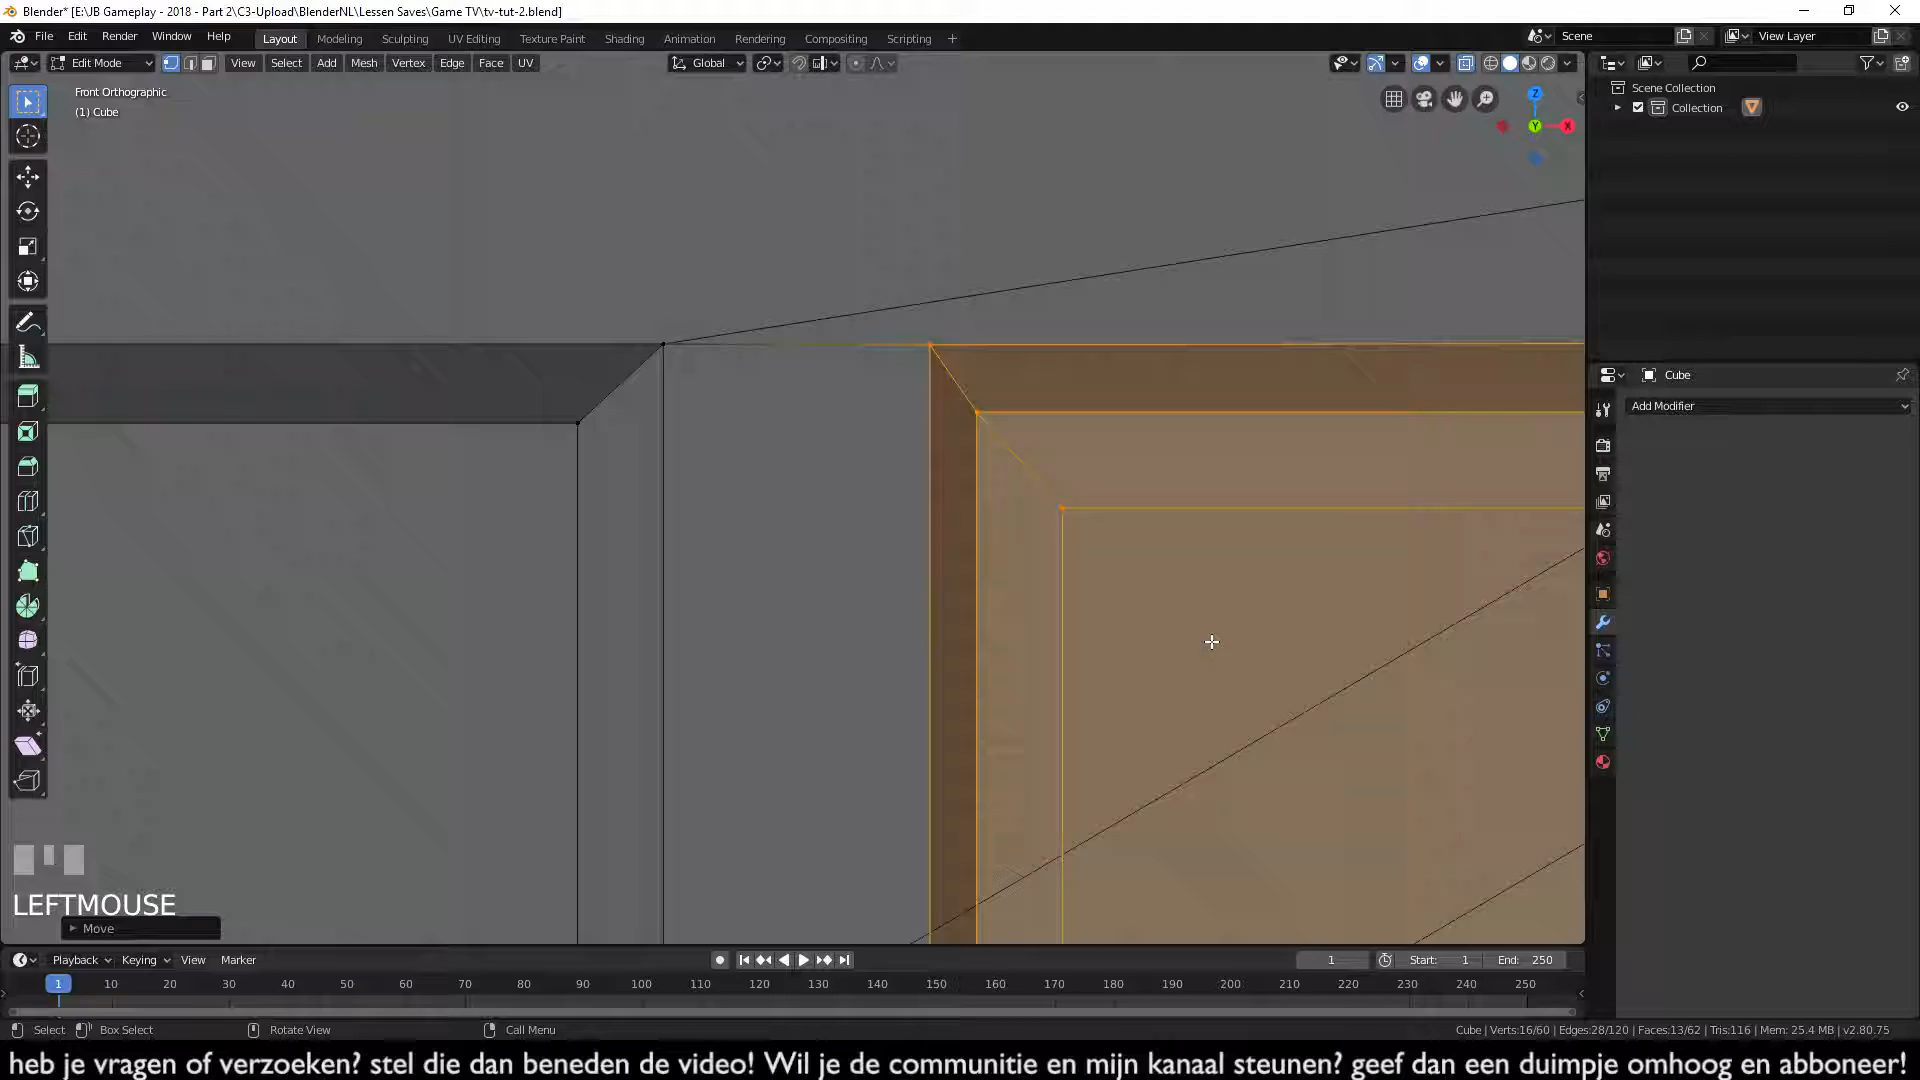 Blender* [E:\JB Gameplay - 2018 - Part 2\C3-Upload\BlenderNL\Lessen Saves\Game TV\tv-tut-2.blend]
File Edit Render Window Help Layout Modeling Sculpting UV Editing Texture Paint Shading Animation Rendering Compositing Scripting + Scene View Layer
Edit Mode View Select Add Mesh Vertex Edge Face UV Global
Front Orthographic
(1) Cube
Z
Y X
Scene Collection
Collection
Cube
Add Modifier
LEFTMOUSE
Move
Playback Keying View Marker 1 Start: 1 End: 250
1 10 20 30 40 50 60 70 80 90 100 110 120 130 140 150 160 170 180 190 200 210 220 230 240 250
Select Box Select Rotate View Call Menu Cube | Verts:16/60 | Edges:28/120 | Faces:13/62 | Tris:116 | Mem: 25.4 MB | v2.80.75
heb je vragen of verzoeken? stel die dan beneden de video! Wil je de communitie en mijn kanaal steunen? geef dan een duimpje omhoog en abboneer!